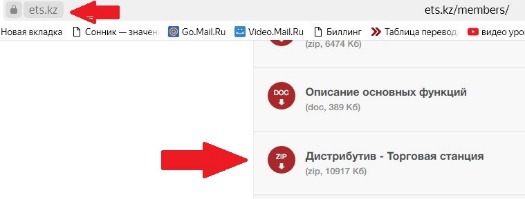 ets.kz
ets.kz/members/
Новая вкладка
Сонник — значен
Go.Mail.Ru
Video.Mail.Ru
Биллинг
Таблица перевод
видео уро
(zip, 6474 Кб)
DOC
Описание основных функций
(doc, 389 Кб)
ZIP
Дистрибутив - Торговая станция
(zip, 10917 Кб)